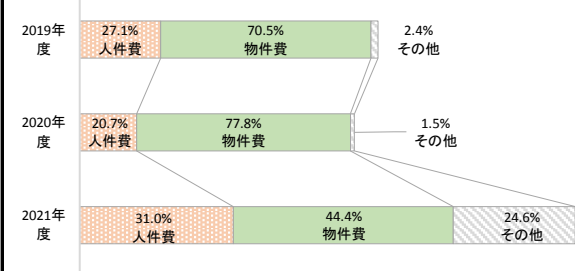 2019年
度
27.1%
人件費
70.5%
物件費
2.4%
その他
2020年
度
20.7%
人件費
77.8%
物件費
1.5%
その他
2021年
度
31.0%
人件費
44.4%
物件費
24.6%
その他